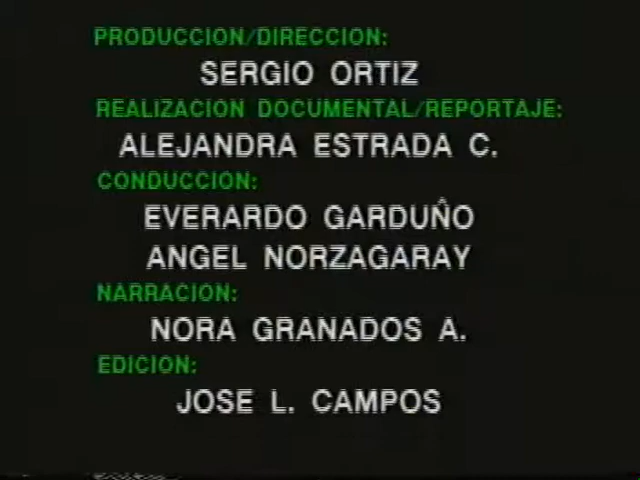 PRODUCCION/DIRECCION:
SERGIO ORTIZ
REALIZACION DOCUMENTAL/REPORTAJE:
ALEJANDRA ESTRADA C.
CONDUCCION:
EVERARDO GARDUÑO
ANGEL NORZAGARAY
NARRACION:
NORA GRANADOS A.
EDICION:
JOSE L. CAMPOS